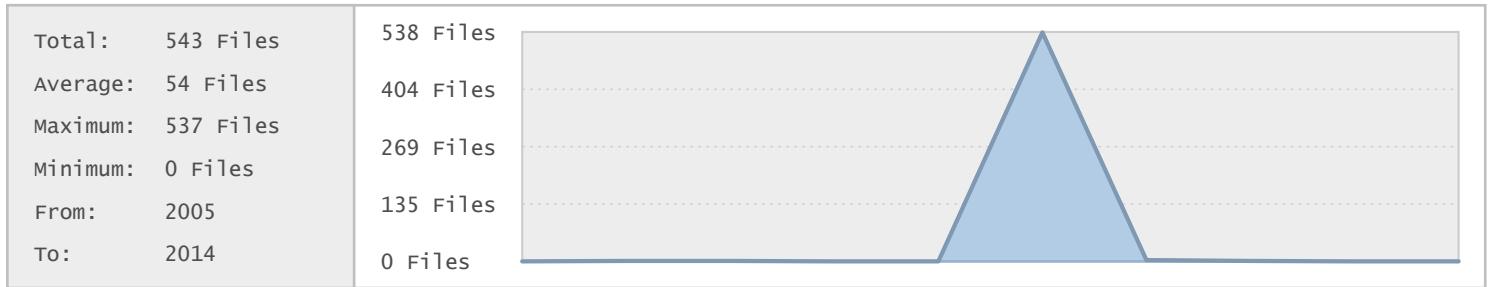 Total: 543 Files
Average: 54 Files
Maximum: 537 Files
Minimum: 0 Files
From: 2005
To: 2014
538 Files
404 Files
269 Files
135 Files
0 Files